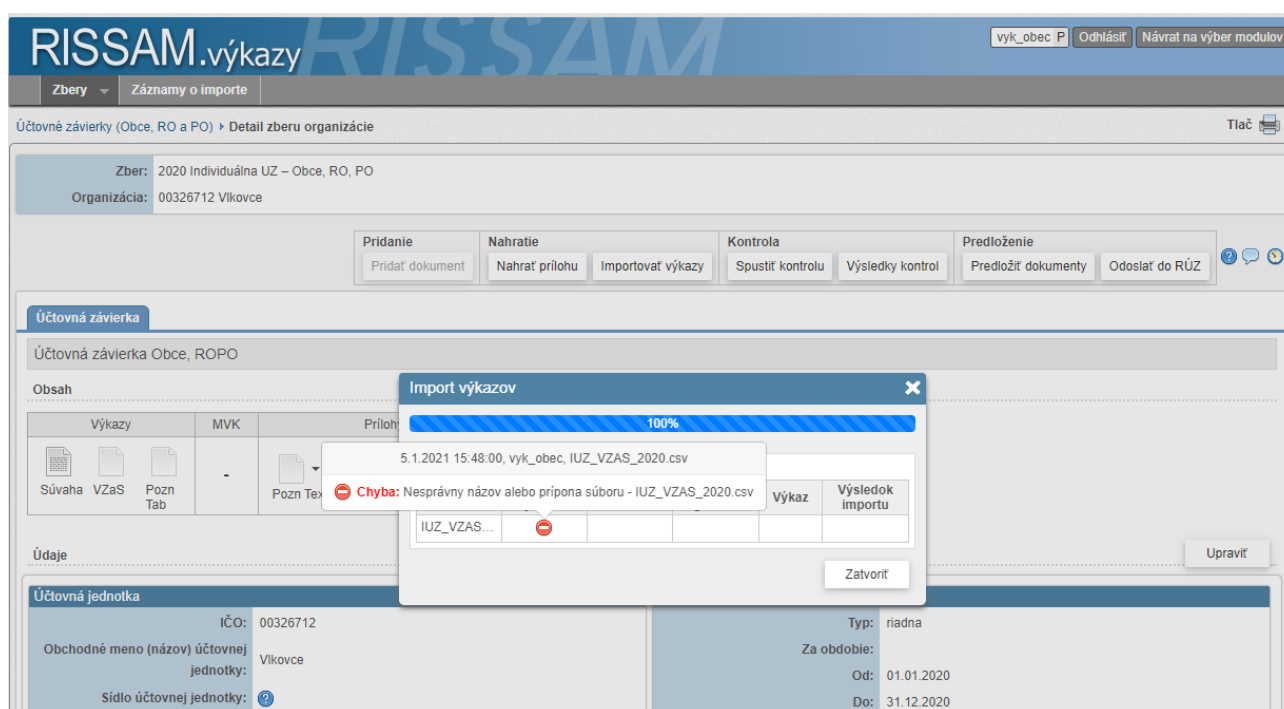 RISSAM.výkazy
RISSAM
vyk_obec P Odhlásiť Návrat na výber modulov
Zbery Záznamy o importe
Účtovné závierky (Obce, RO a PO) Detail zberu organizácie
Tlač
Zber: 2020 Individuálna UZ – Obce, RO, PO
Organizácia: 00326712 Vlkovce
Pridanie Nahratie Kontrola Predloženie
Pridať dokument Nahrať prílohu Importovať výkazy Spustiť kontrolu Výsledky kontrol Predložiť dokumenty Odoslať do RÚZ
Účtovná závierka
Účtovná závierka Obce, ROPO
Obsah
Import výkazov
100%
Výkazy MVK
5.1.2021 15:48:00, vyk_obec, IUZ_VZAS_2020.csv
Chyba: Nesprávny názov alebo prípona súboru - IUZ_VZAS_2020.csv
Súvaha VZaS Pozn Tab
-
Výkaz Výsledok importu
IUZ_VZAS...
Zatvoriť
Údaje
Upraviť
Účtovná jednotka
IČO: 00326712
Obchodné meno (názov) účtovnej
jednotky: Vlkovce
Sídlo účtovnej jednotky:
Typ: riadna
Za obdobie:
Od: 01.01.2020
Do: 31.12.2020